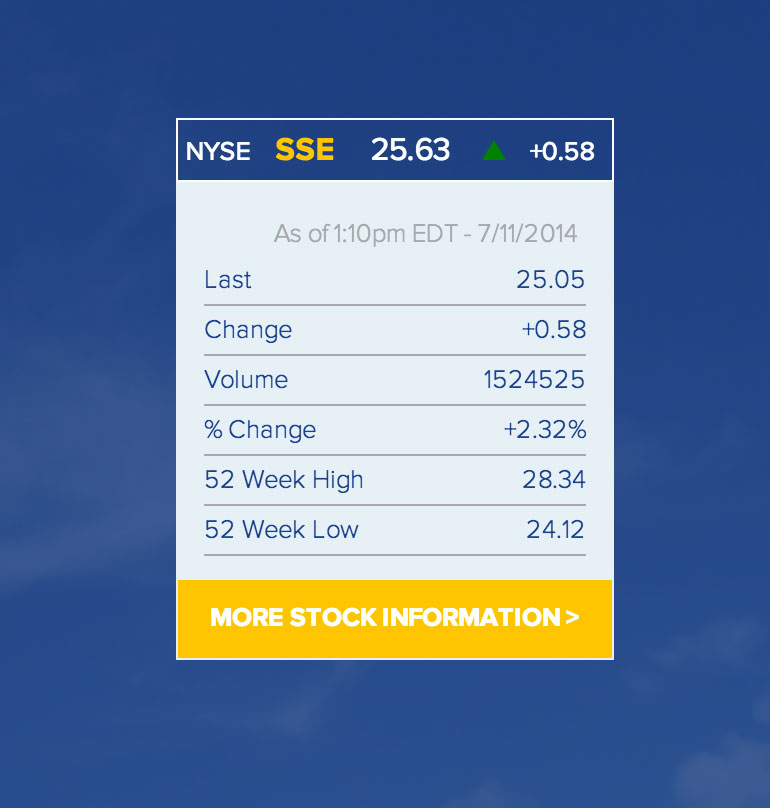 NYSE SSE 25.63 ▲ +0.58
As of 1:10pm EDT - 7/11/2014
Last 25.05
Change +0.58
Volume 1524525
% Change +2.32%
52 Week High 28.34
52 Week Low 24.12
MORE STOCK INFORMATION >